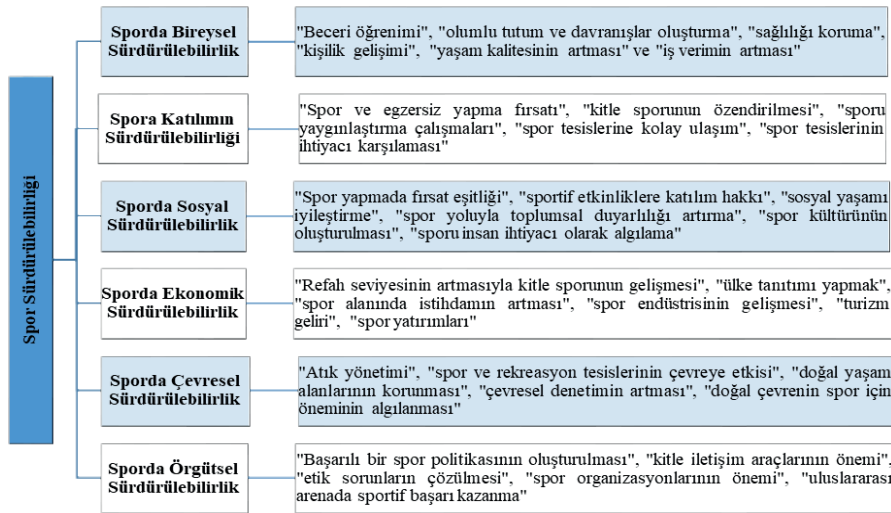 Spor Sürdürülebilirliği
Sporda Bireysel
Sürdürülebilirlik
"Beceri öğrenimi", "olumlu tutum ve davranışlar oluşturma", "sağlılığı koruma",
"kişilik gelişimi", "yaşam kalitesinin artması" ve "iş verimin artması"
Spora Katılımın
Sürdürülebilirliği
"Spor ve egzersiz yapma fırsatı", "kitle sporunun özendirilmesi", "sporu
yaygınlaştırma çalışmaları", "spor tesislerine kolay ulaşım", "spor tesislerinin
ihtiyacı karşılaması"
Sporda Sosyal
Sürdürülebilirlik
"Spor yapmada fırsat eşitliği", "sportif etkinliklere katılım hakkı", "sosyal yaşamı
iyileştirme", "spor yoluyla toplumsal duyarlılığı artırma", "spor kültürünün
oluşturulması", "sporu insan ihtiyacı olarak algılama"
Sporda Ekonomik
Sürdürülebilirlik
"Refah seviyesinin artmasıyla kitle sporunun gelişmesi", "ülke tanıtımı yapmak",
"spor alanında istihdamın artması", "spor endüstrisinin gelişmesi", "turizm
geliri", "spor yatırımları"
Sporda Çevresel
Sürdürülebilirlik
"Atık yönetimi", "spor ve rekreasyon tesislerinin çevreye etkisi", "doğal yaşam
alanlarının korunması", "çevresel denetimin artması", "doğal çevrenin spor için
öneminin algılanması"
Sporda Örgütsel
Sürdürülebilirlik
"Başarılı bir spor politikasının oluşturulması", "kitle iletişim araçlarının önemi",
"etik sorunların çözülmesi", "spor organizasyonlarının önemi", "uluslararası
arenada sportif başarı kazanma"